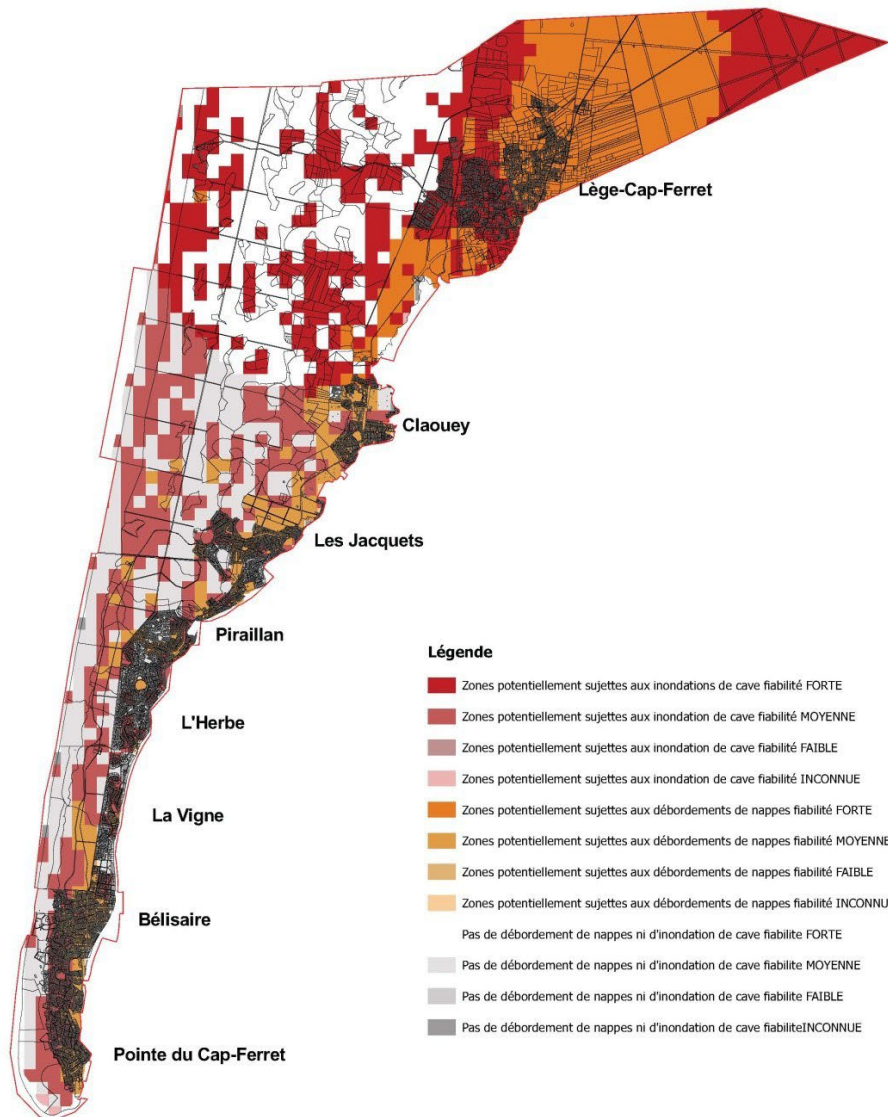 Lège-Cap-Ferret
Claouey
Les Jacquets
Piraillan
L'Herbe
La Vigne
Bélisaire
Pointe du Cap-Ferret
Légende
Zones potentiellement sujettes aux inondations de cave fiabilité FORTE
Zones potentiellement sujettes aux inondation de cave fiabilité MOYENNE
Zones potentiellement sujettes aux inondation de cave fiabilité FAIBLE
Zones potentiellement sujettes aux inondation de cave fiabilité INCONNUE
Zones potentiellement sujettes aux débordements de nappes fiabilité FORTE
Zones potentiellement sujettes aux débordements de nappes fiabilité MOYENNE
Zones potentiellement sujettes aux débordements de nappes fiabilité FAIBLE
Zones potentiellement sujettes aux débordements de nappes fiabilité INCONNU
Pas de débordement de nappes ni d'inondation de cave fiabilite FORTE
Pas de débordement de nappes ni d'inondation de cave fiabilite MOYENNE
Pas de débordement de nappes ni d'inondation de cave fiabilite FAIBLE
Pas de débordement de nappes ni d'inondation de cave fiabiliteINCONNUE